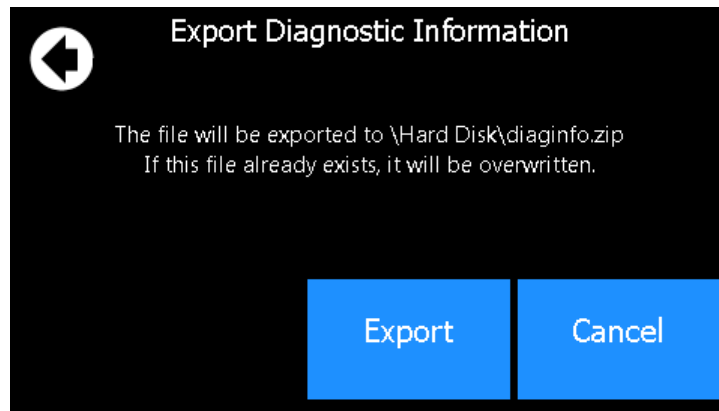 Export Diagnostic Information
The file will be exported to \Hard Disk\diaginfo.zip
If this file already exists, it will be overwritten.
Export
Cancel